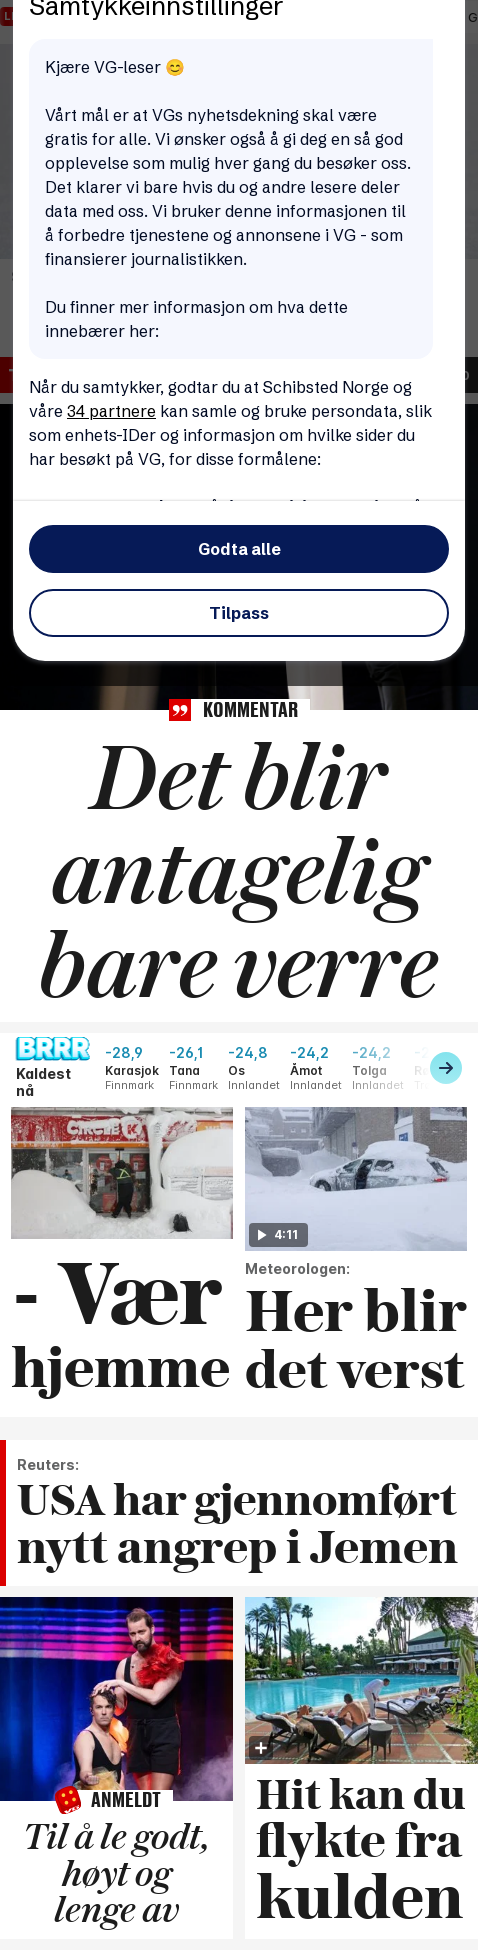 Samtykkeinnstillinger
Kjære VG-leser 😊
Vårt mål er at VGs nyhetsdekning skal være
gratis for alle. Vi ønsker også å gi deg en så god
opplevelse som mulig hver gang du besøker oss.
Det klarer vi bare hvis du og andre lesere deler
data med oss. Vi bruker denne informasjonen til
å forbedre tjenestene og annonsene i VG - som
finansierer journalistikken.
Du finner mer informasjon om hva dette
innebærer her:
Når du samtykker, godtar du at Schibsted Norge og
våre 34 partnere kan samle og bruke persondata, slik
som enhets-IDer og informasjon om hvilke sider du
har besøkt på VG, for disse formålene:
Godta alle
Tilpass
KOMMENTAR
Det blir
antagelig
bare verre
BRRR
Kaldest
nå
-28,9 -26,1 -24,8 -24,2 -24,2
Karasjok Tana Os Åmot Tolga
Finnmark Finnmark Innlandet Innlandet Innlandet
CIRCLE K
4:11
- Vær
hjemme
Meteorologen:
Her blir
det verst
Reuters:
USA har gjennomført
nytt angrep i Jemen
ANMELDT
Til å le godt,
høyt og
lenge av
Hit kan du
flykte fra
kulden